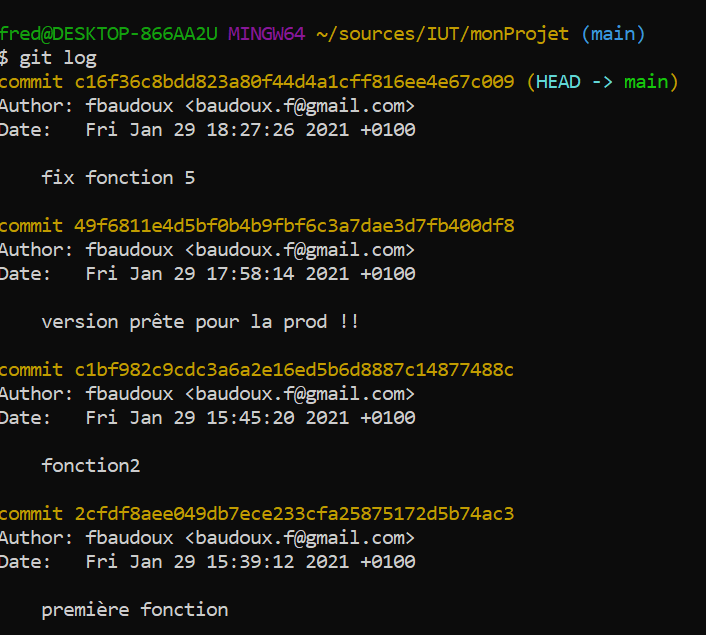 fred@DESKTOP-866AA2U MINGW64 ~/sources/IUT/monProjet (main)
$ git log
commit c16f36c8bdd823a80f44d4a1cff816ee4e67c009 (HEAD -> main)
Author: fbaudoux <baudoux.f@gmail.com>
Date:   Fri Jan 29 18:27:26 2021 +0100
fix fonction 5
commit 49f6811e4d5bf0b4b9fbf6c3a7dae3d7fb400df8
Author: fbaudoux <baudoux.f@gmail.com>
Date:   Fri Jan 29 17:58:14 2021 +0100
version prête pour la prod !!
commit c1bf982c9cdc3a6a2e16ed5b6d8887c14877488c
Author: fbaudoux <baudoux.f@gmail.com>
Date:   Fri Jan 29 15:45:20 2021 +0100
fonction2
commit 2cfdf8aee049db7ece233cfa25875172d5b74ac3
Author: fbaudoux <baudoux.f@gmail.com>
Date:   Fri Jan 29 15:39:12 2021 +0100
première fonction